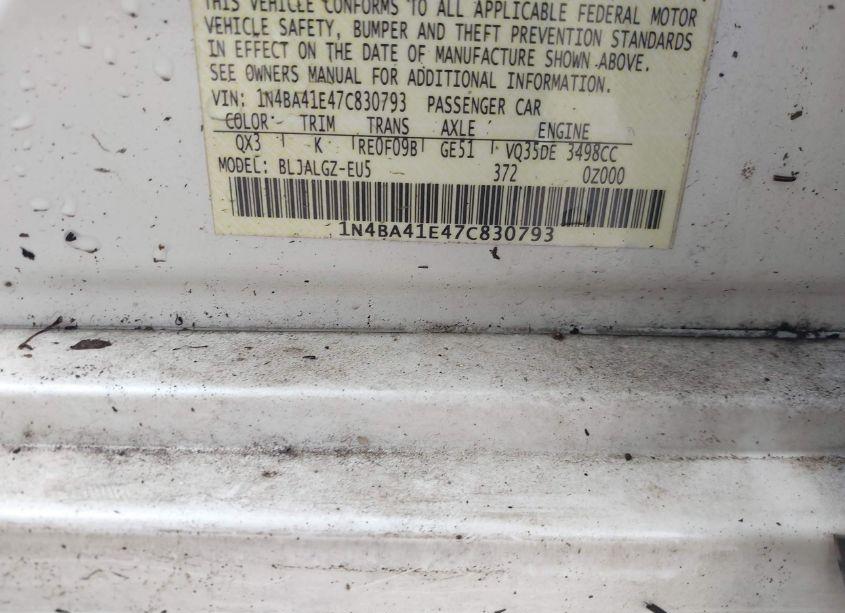 THIS VEHICLE CONFORMS TO ALL APPLICABLE FEDERAL MOTOR
VEHICLE SAFETY, BUMPER AND THEFT PREVENTION STANDARDS
IN EFFECT ON THE DATE OF MANUFACTURE SHOWN ABOVE.
SEE OWNERS MANUAL FOR ADDITIONAL INFORMATION.
VIN: 1N4BA41E47C830793 PASSENGER CAR
COLOR TRIM TRANS AXLE ENGINE
QX3 K RE0F09B GE51 VQ35DE 3498CC
MODEL: BLJALGZ-EU5 372 0Z000
1N4BA41E47C830793